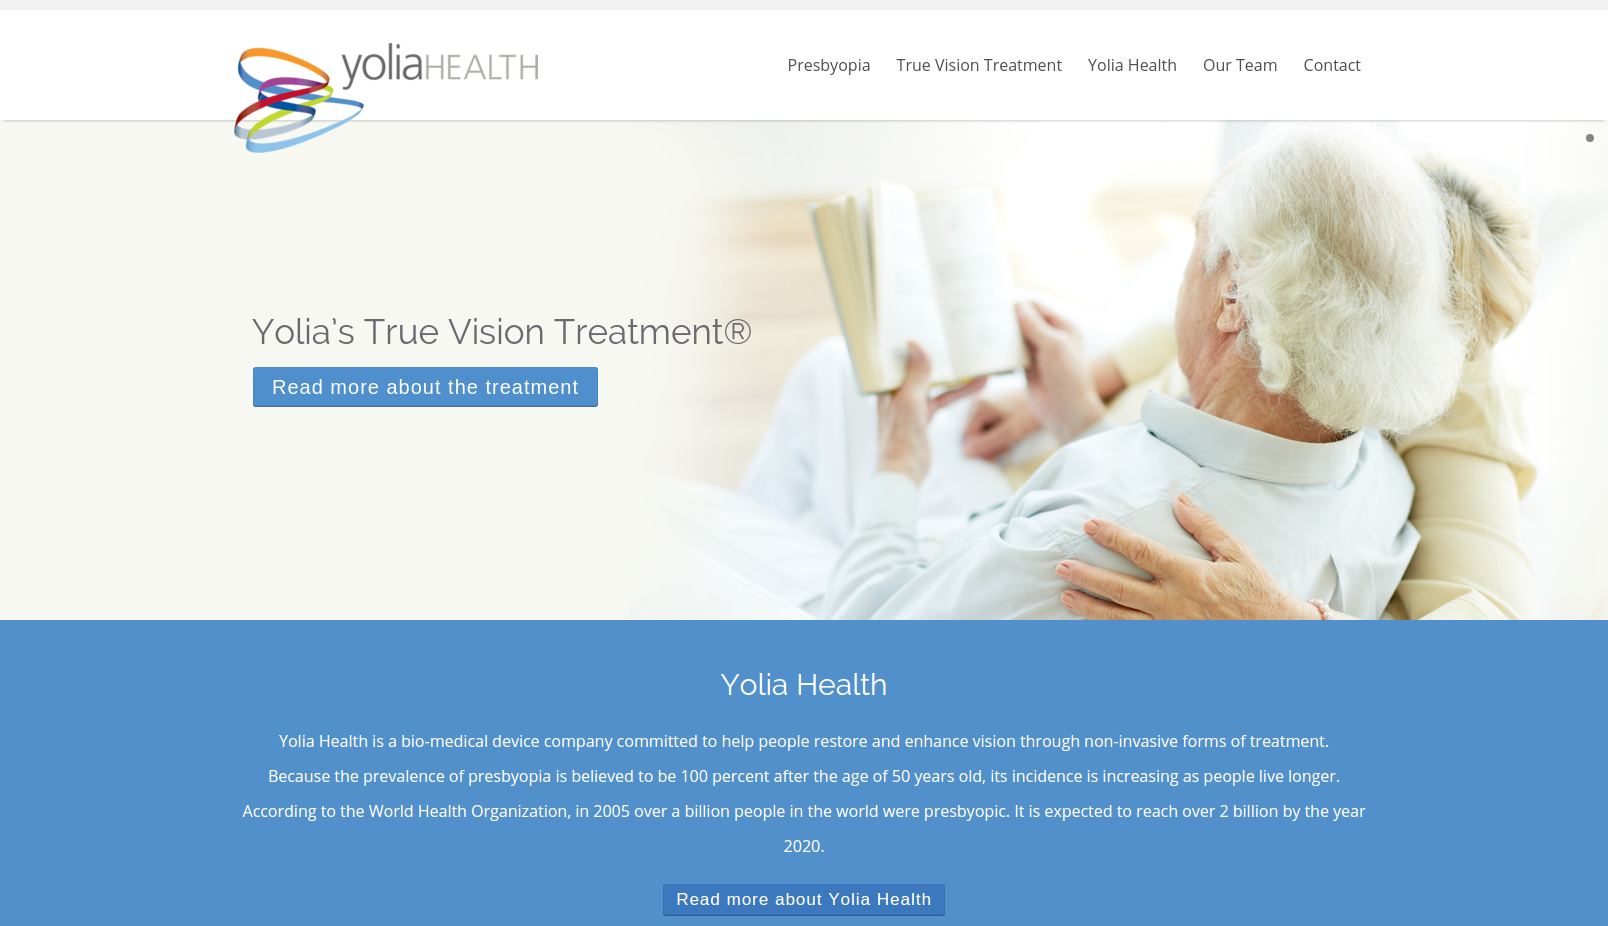 yoliaHEALTH
Presbyopia True Vision Treatment Yolia Health Our Team Contact
Yolia's True Vision Treatment®
Read more about the treatment
Yolia Health
Yolia Health is a bio-medical device company committed to help people restore and enhance vision through non-invasive forms of treatment.
Because the prevalence of presbyopia is believed to be 100 percent after the age of 50 years old, its incidence is increasing as people live longer.
According to the World Health Organization, in 2005 over a billion people in the world were presbyopic. It is expected to reach over 2 billion by the year
2020.
Read more about Yolia Health